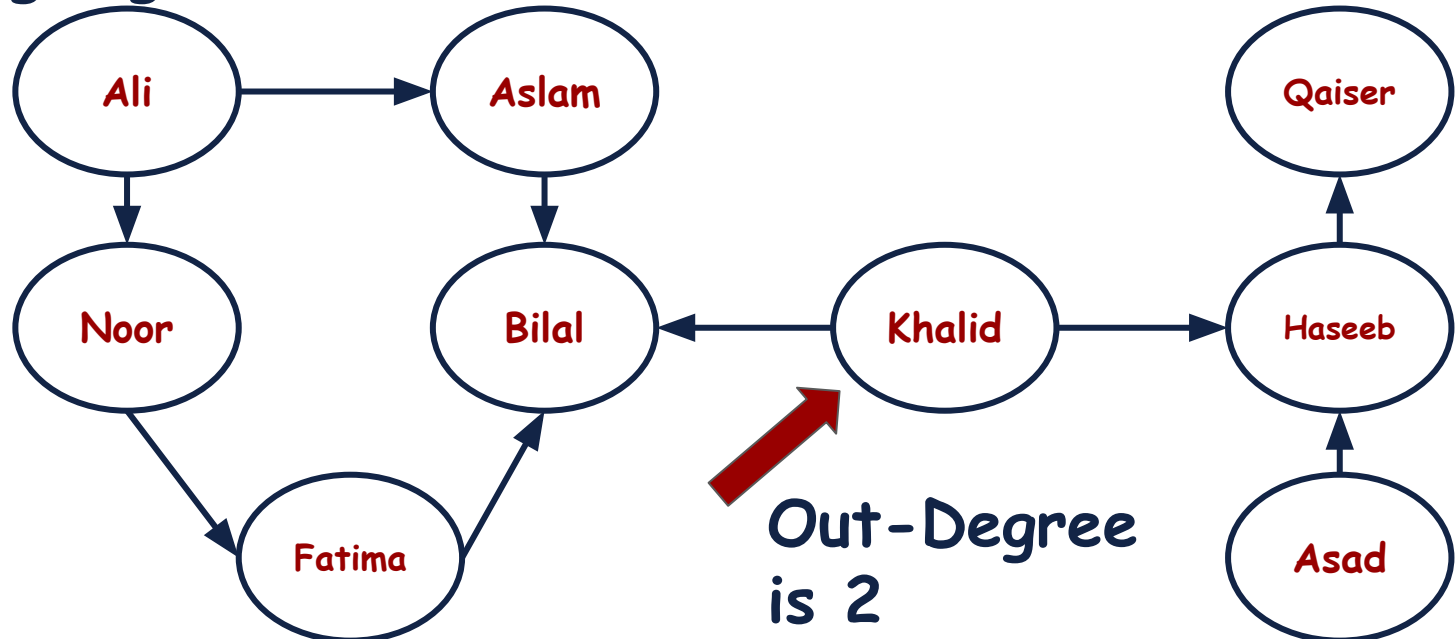 Ali
Aslam
Qaiser
Noor
Bilal
Khalid
Haseeb
Fatima
Out-Degree
is 2
Asad